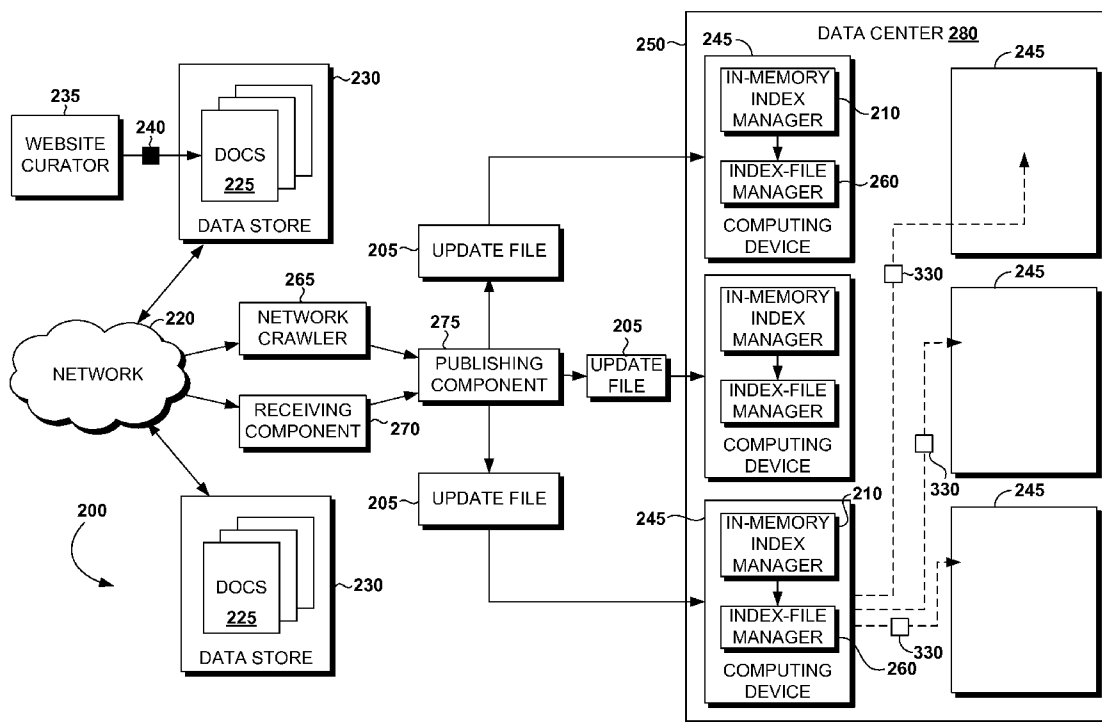 235
WEBSITE
CURATOR
240
230
DOCS
225
DATA STORE
220
NETWORK
265
NETWORK
CRAWLER
RECEIVING
COMPONENT
270
200
DOCS
225
230
DATA STORE
205
UPDATE FILE
275
PUBLISHING
COMPONENT
205
UPDATE
FILE
205
UPDATE FILE
250
DATA CENTER 280
245
IN-MEMORY
INDEX
MANAGER
210
INDEX-FILE
MANAGER
260
COMPUTING
DEVICE
IN-MEMORY
INDEX
MANAGER
INDEX-FILE
MANAGER
COMPUTING
DEVICE
245
210
IN-MEMORY
INDEX
MANAGER
INDEX-FILE
MANAGER
260
COMPUTING
DEVICE
245
330
245
330
245
330